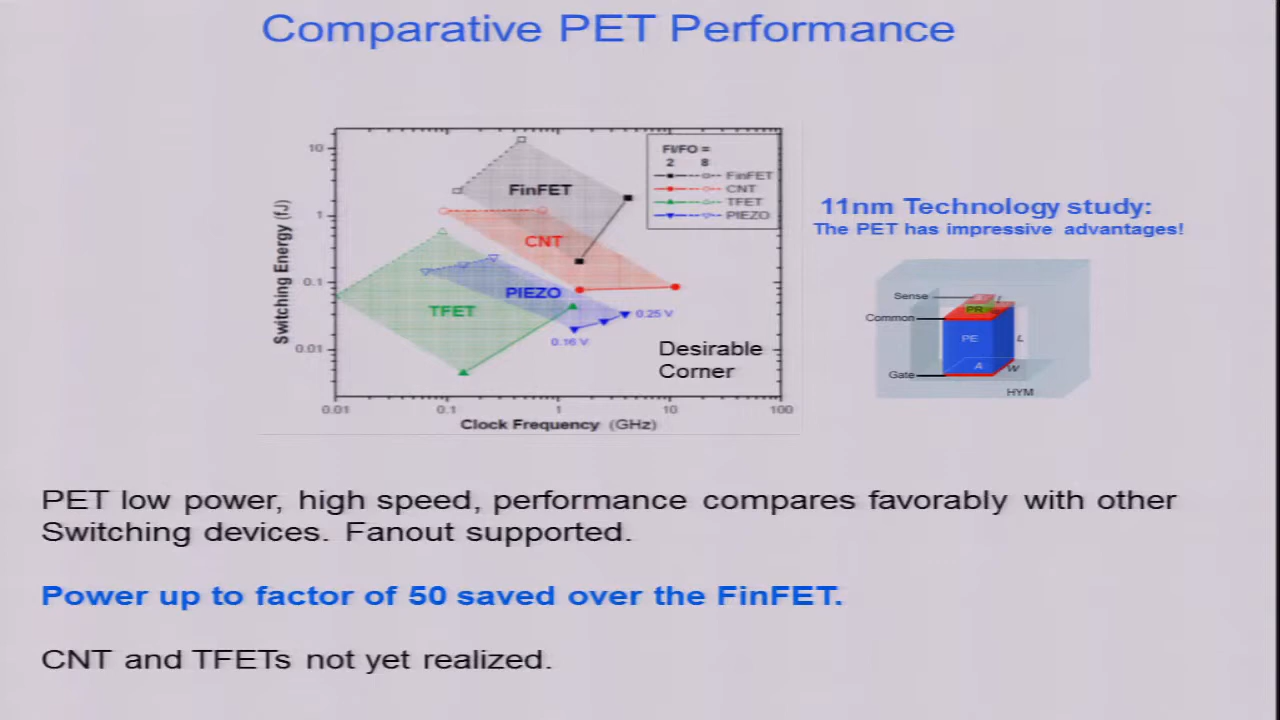 Comparative PET Performance
10
1
0.1
0.01
Switching Energy (fJ)
0.01 0.1 1 10 100
Clock Frequency (GHz)
FinFET
CNT
PIEZO
TFET
0.25 V
0.16 V
Desirable
Corner
FI/FO =
2 8
FinFET
CNT
TFET
PIEZO
11nm Technology study:
The PET has impressive advantages!
Sense
Common
Gate
l
PR
PE
L
A
W
HYM
PET low power, high speed, performance compares favorably with other
Switching devices. Fanout supported.
Power up to factor of 50 saved over the FinFET.
CNT and TFETs not yet realized.